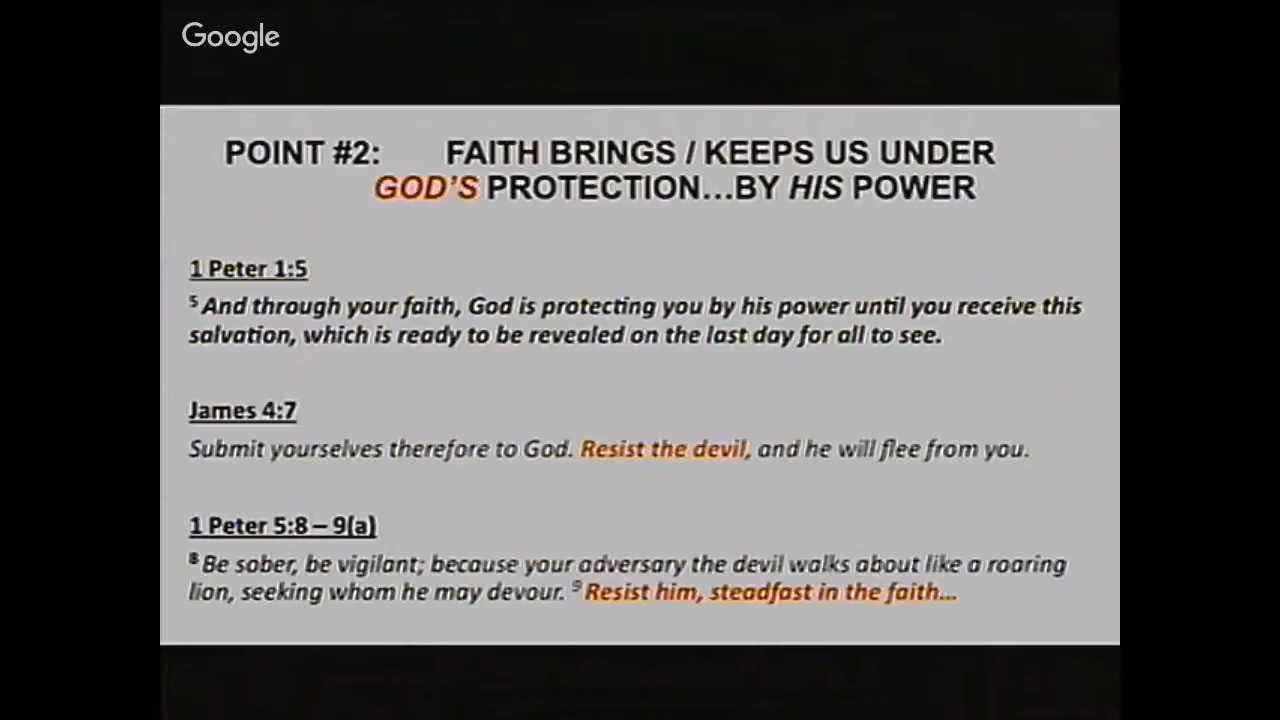 Google
POINT #2: FAITH BRINGS / KEEPS US UNDER
GOD'S PROTECTION...BY HIS POWER
1 Peter 1:5
5 And through your faith, God is protecting you by his power until you receive this
salvation, which is ready to be revealed on the last day for all to see.
James 4:7
Submit yourselves therefore to God. Resist the devil, and he will flee from you.
1 Peter 5:8 – 9(a)
8 Be sober, be vigilant; because your adversary the devil walks about like a roaring
lion, seeking whom he may devour. 9 Resist him, steadfast in the faith...